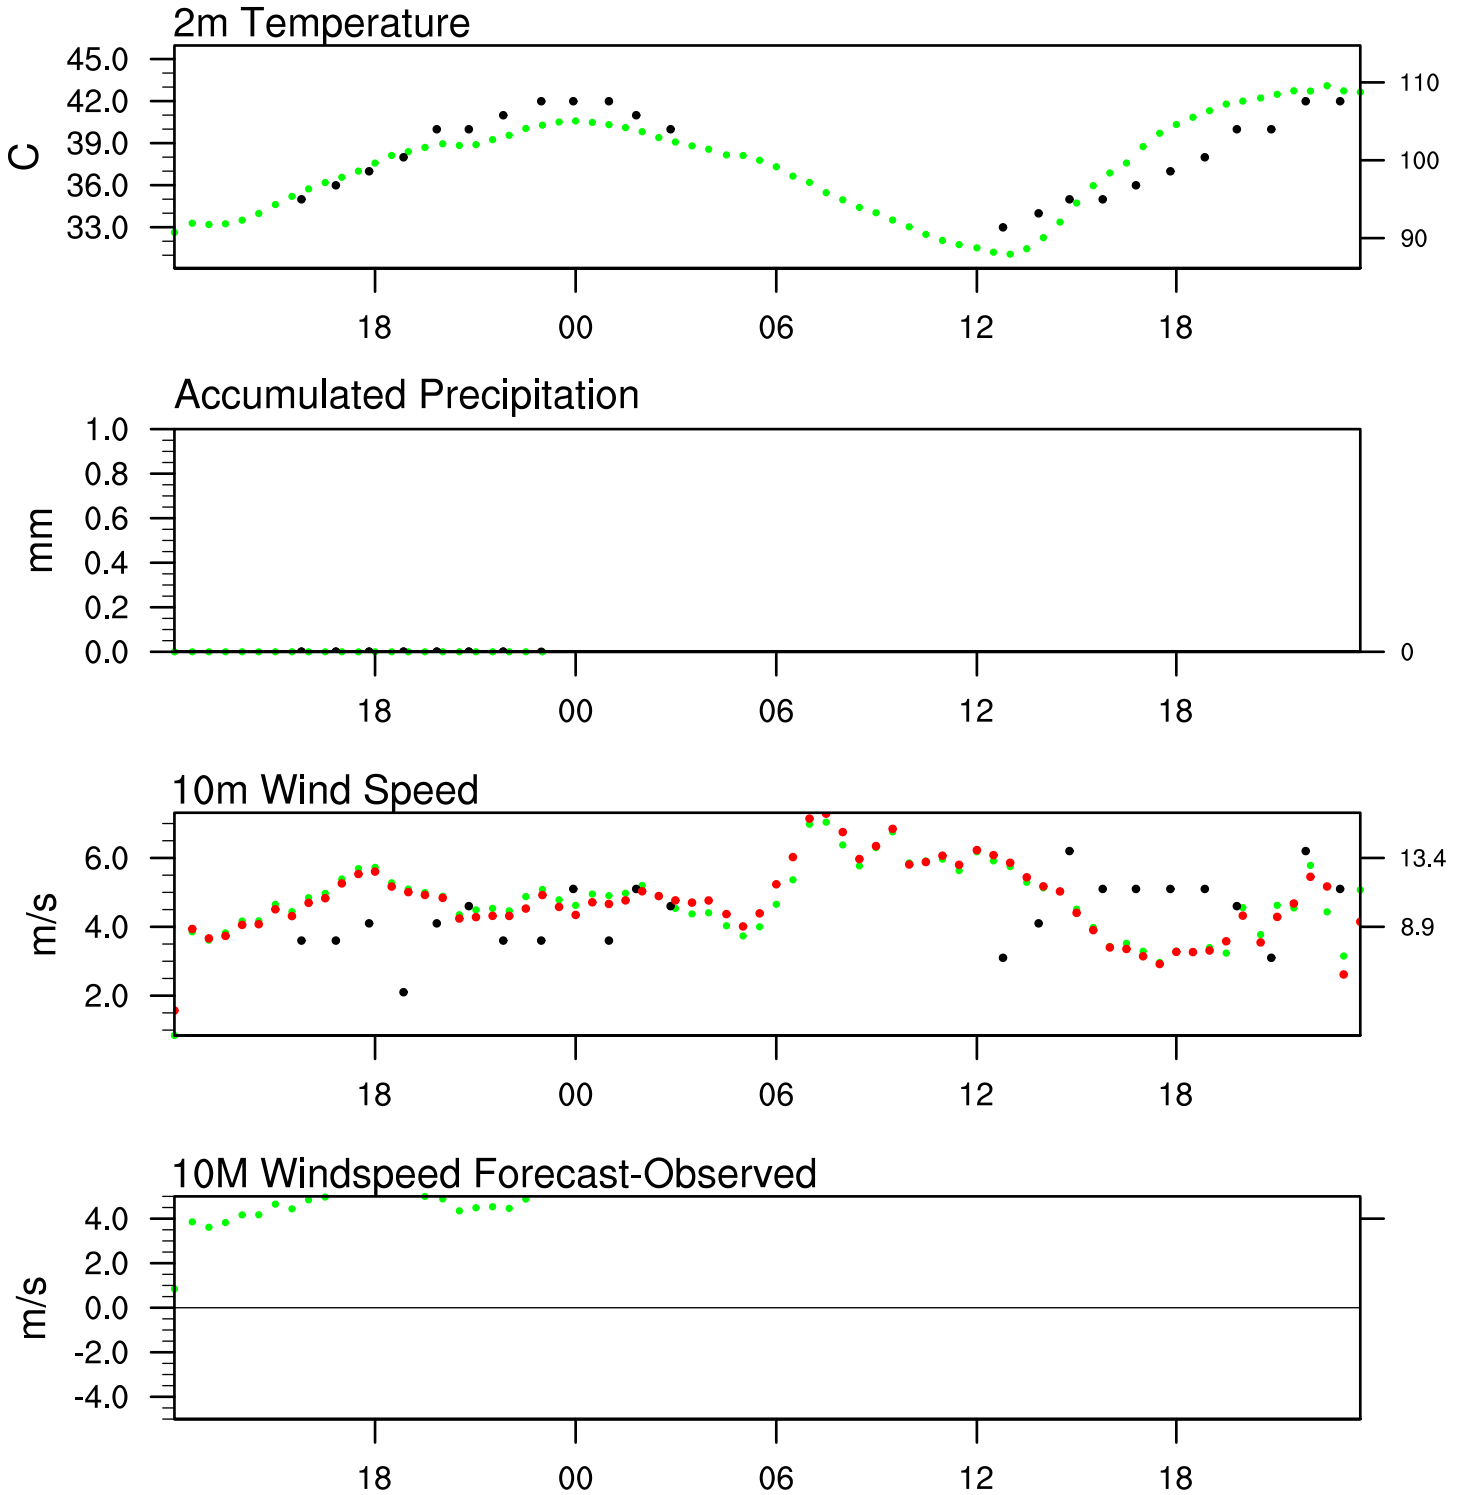 2m Temperature
45.0
42.0
39.0
36.0
33.0
C
110
100
90
18 00 06 12 18
Accumulated Precipitation
1.0
0.8
0.6
0.4
0.2
0.0
mm
0
18 00 06 12 18
10m Wind Speed
6.0
4.0
2.0
m/s
13.4
8.9
18 00 06 12 18
10M Windspeed Forecast-Observed
4.0
2.0
0.0
-2.0
-4.0
m/s
18 00 06 12 18